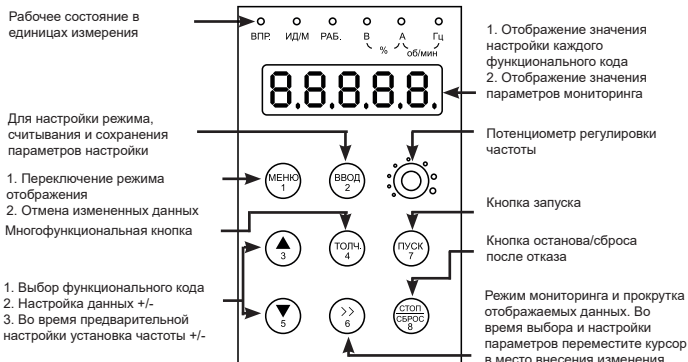 Рабочее состояние в
единицах измерения
ВПР. ИД/М РАБ. В А Гц
% об/мин
8.8.8.8.8.
1. Отображение значения
настройки каждого
функционального кода
2. Отображение значения
параметров мониторинга
Для настройки режима,
считывания и сохранения
параметров настройки
Потенциометр регулировки
частоты
1. Переключение режима
отображения
2. Отмена измененных данных
МЕНЮ
1
ВВОД
2
Многофункциональная кнопка
Кнопка запуска
3
ТОЛЧ.
4
ПУСК
7
Кнопка останова/сброса
после отказа
1. Выбор функционального кода
2. Настройка данных +/-
3. Во время предварительной
настройки установка частоты +/-
5
>>
6
СТОП
СБРОС
8
Режим мониторинга и прокрутка
отображаемых данных. Во
время выбора и настройки
параметров переместите курсор
в место внесения изменения